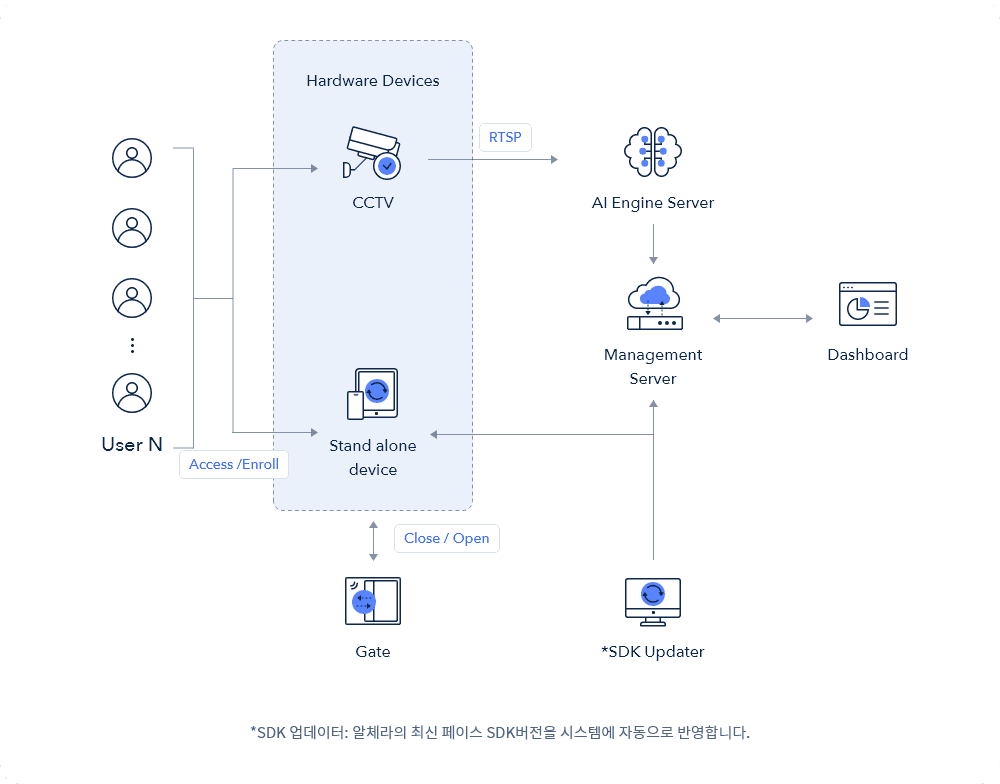 Hardware Devices
RTSP
CCTV
AI Engine Server
Management
Server
Dashboard
User N
Access /Enroll
Stand alone
device
Close / Open
Gate
*SDK Updater
*SDK 업데이터: 알체라의 최신 페이스 SDK버전을 시스템에 자동으로 반영합니다.